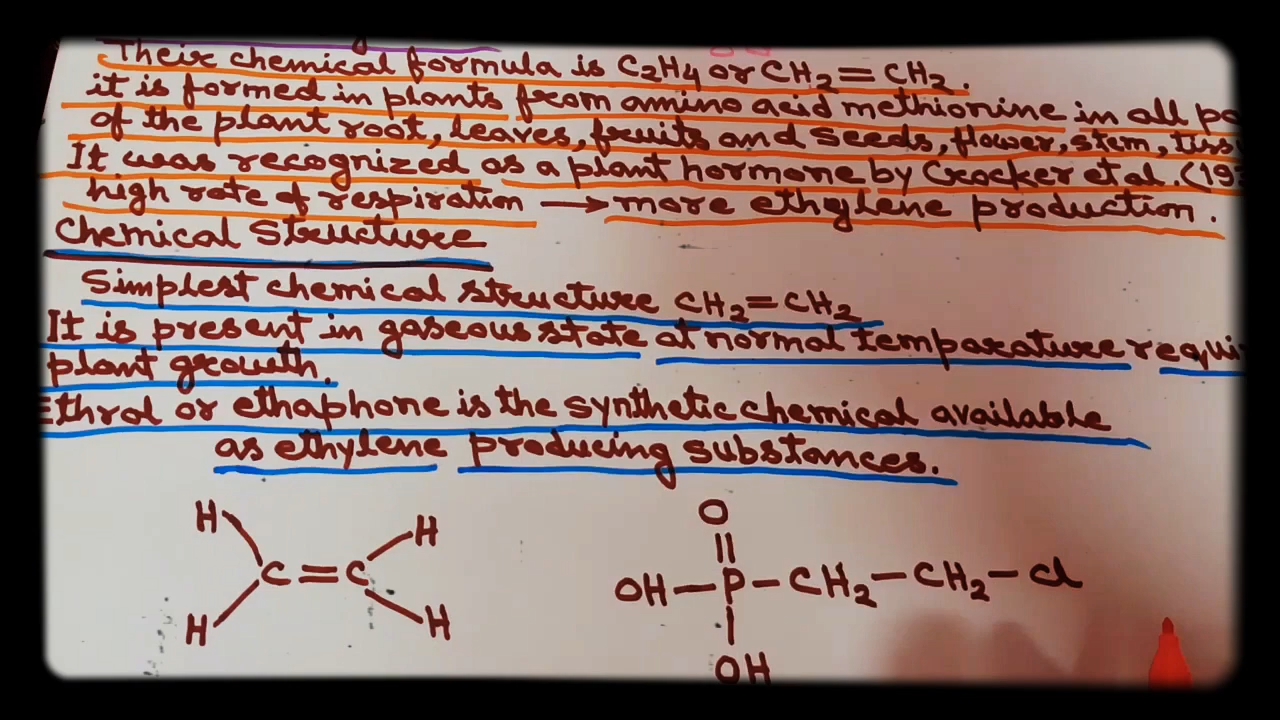 Their chemical formula is C2H4 or CH2=CH2.
it is formed in plants from amino acid methionine in all
of the plant root, leaves, fruits and seeds, flower, stem,
It was recognized as a plant hormone by Crocker et al.
high rate of respiration → more ethylene production.
Chemical Structure
Simplest chemical structure CH2=CH2
It is present in gaseous state at normal temparature
plant growth.
Ethrol or ethaphone is the synthetic chemical available
as ethylene producing substances.
H H O
C=C OH-P-CH2-CH2-Cl
H H OH